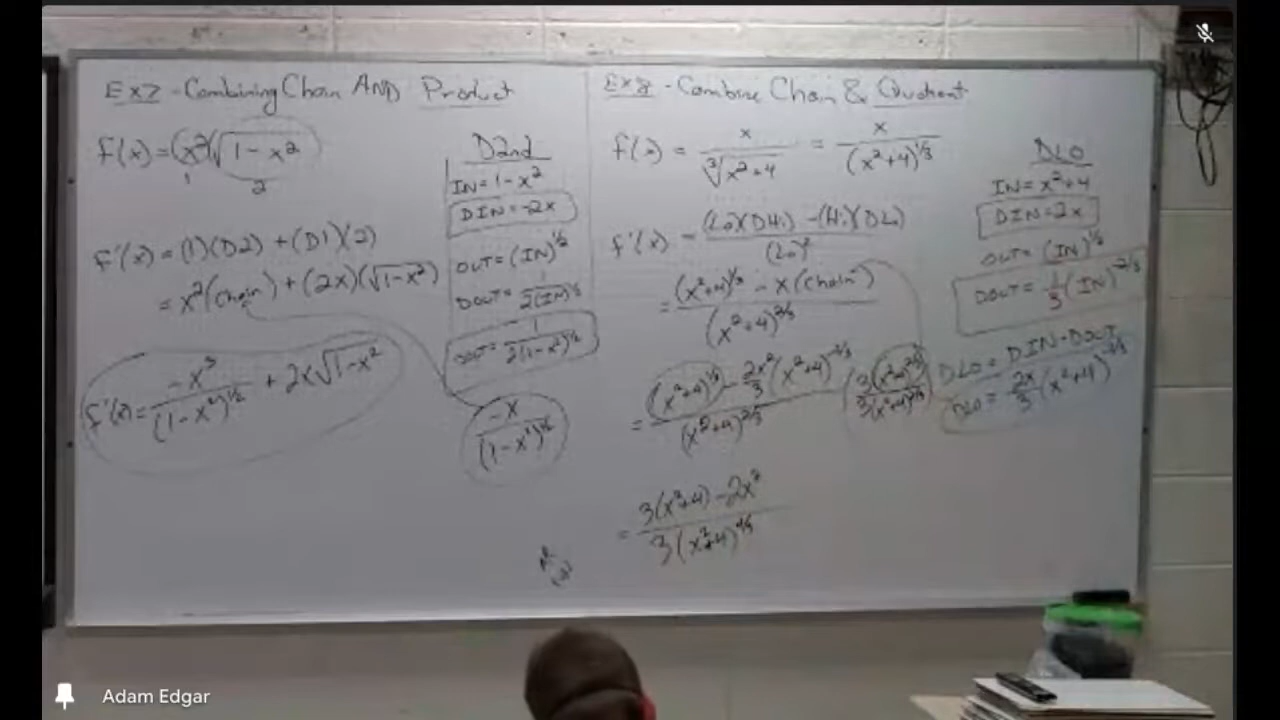 Ex7 - Combining Chain AND Product
f(x) = (x²)(√(1-x²))
1 2
f'(x) = (1)(D2) + (D1)(2)
= x²(Chain) + (2x)(√(1-x²))
f'(x) = -x³/(1-x²)^(1/2) + 2x√(1-x²)
D2nd
IN = 1-x²
DIN = -2x
OUT = (IN)^(1/2)
DOUT = 1/(2(IN)^(1/2))
DOUT = 1/(2(1-x²)^(1/2))
-x/(1-x²)^(1/2)
Ex8 - Combine Chain & Quotient
f(x) = x/∛(x²+4) = x/(x²+4)^(1/3)
f'(x) = ((Lo)(DHi) - (Hi)(DLo))/(Lo)²
= ((x²+4)^(1/3) - x(Chain))/(x²+4)^(2/3)
= ((x²+4)^(1/3) - (2x²/3)(x²+4)^(-2/3))/(x²+4)^(2/3) (3(x²+4)^(2/3)/3(x²+4)^(2/3))
= (3(x²+4) - 2x²)/(3(x²+4)^(4/3))
DLO
IN = x²+4
DIN = 2x
OUT = (IN)^(1/3)
DOUT = 1/3 (IN)^(-2/3)
DLO = DIN·DOUT
DLO = 2x/3 (x²+4)^(-2/3)
Adam Edgar